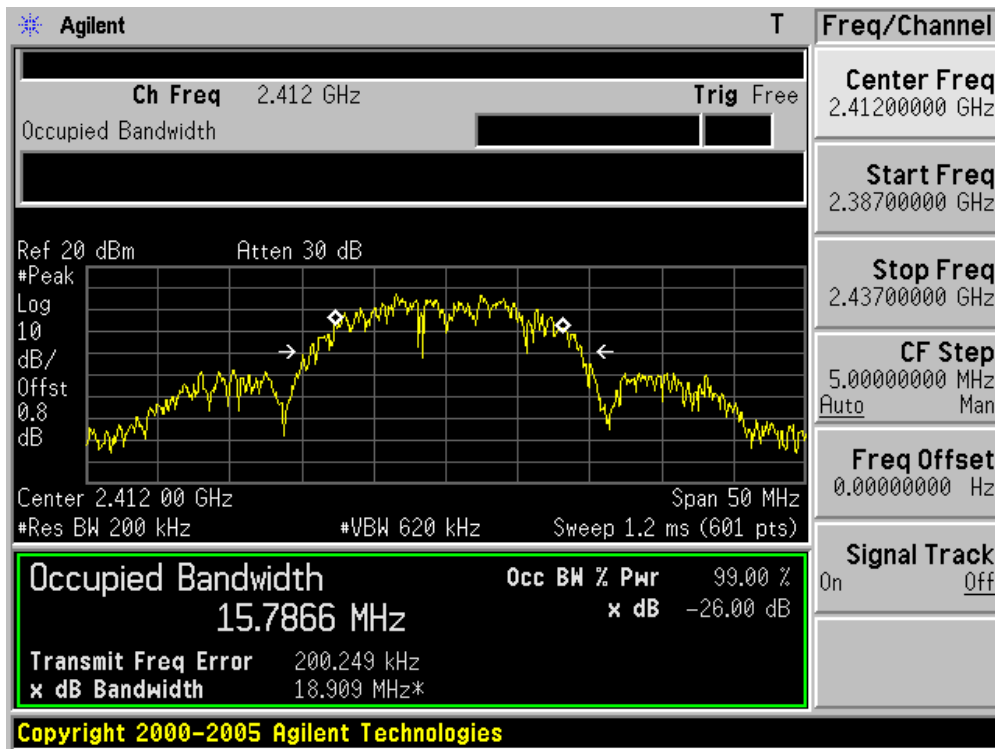 Agilent T
Freq/Channel
Ch Freq 2.412 GHz Trig Free
Occupied Bandwidth
Center Freq
2.41200000 GHz
Start Freq
2.38700000 GHz
Stop Freq
2.43700000 GHz
CF Step
5.00000000 MHz
Auto Man
Freq Offset
0.00000000 Hz
Signal Track
On Off
Ref 20 dBm Atten 30 dB
#Peak
Log
10
dB/
Offst
0.8
dB
Center 2.412 00 GHz Span 50 MHz
#Res BW 200 kHz #VBW 620 kHz Sweep 1.2 ms (601 pts)
Occupied Bandwidth
15.7866 MHz
Occ BW % Pwr 99.00 %
x dB -26.00 dB
Transmit Freq Error 200.249 kHz
x dB Bandwidth 18.909 MHz*
Copyright 2000-2005 Agilent Technologies